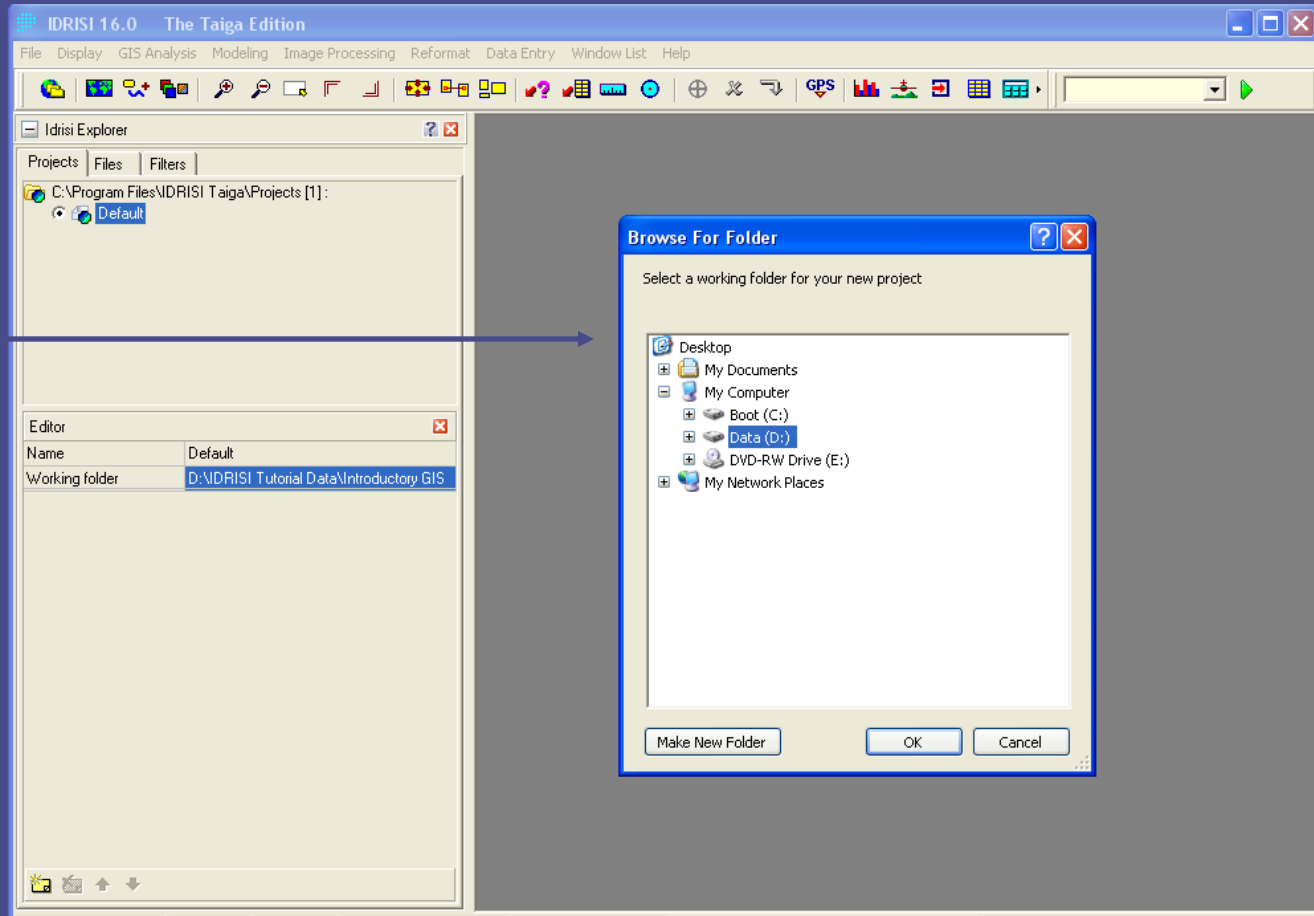 IDRISI 16.0 The Taiga Edition
File Display GIS Analysis Modeling Image Processing Reformat Data Entry Window List Help
GPS
Idrisi Explorer
Projects Files Filters
C:\Program Files\IDRISI Taiga\Projects [1] :
Default
Editor
Name Default
Working folder D:\IDRISI Tutorial Data\Introductory GIS
Browse For Folder
Select a working folder for your new project
Desktop
My Documents
My Computer
Boot (C:)
Data (D:)
DVD-RW Drive (E:)
My Network Places
Make New Folder OK Cancel